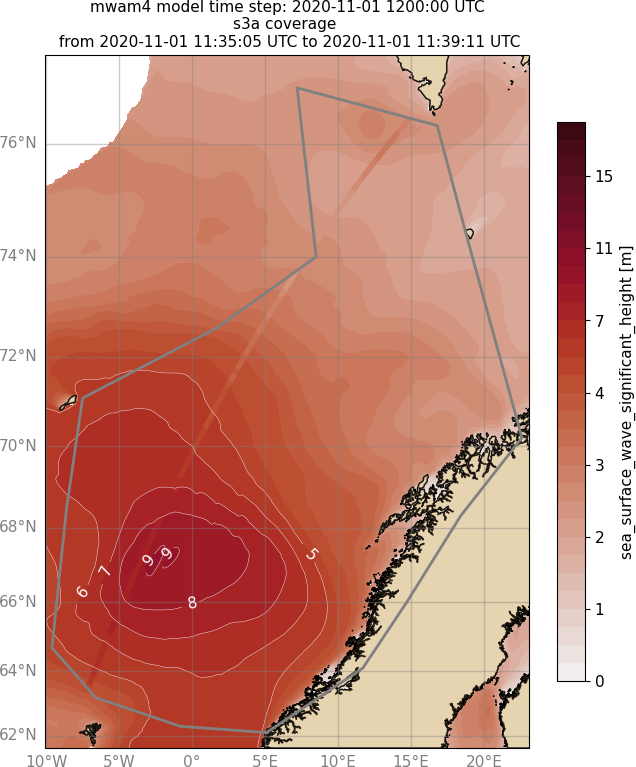 mwam4 model time step: 2020-11-01 1200:00 UTC
s3a coverage
from 2020-11-01 11:35:05 UTC to 2020-11-01 11:39:11 UTC
76°N
74°N
72°N
70°N
68°N
66°N
64°N
62°N
10°W 5°W 0° 5°E 10°E 15°E 20°E
5
6
7
8
9
9
15
11
7
4
3
2
1
0
sea_surface_wave_significant_height [m]